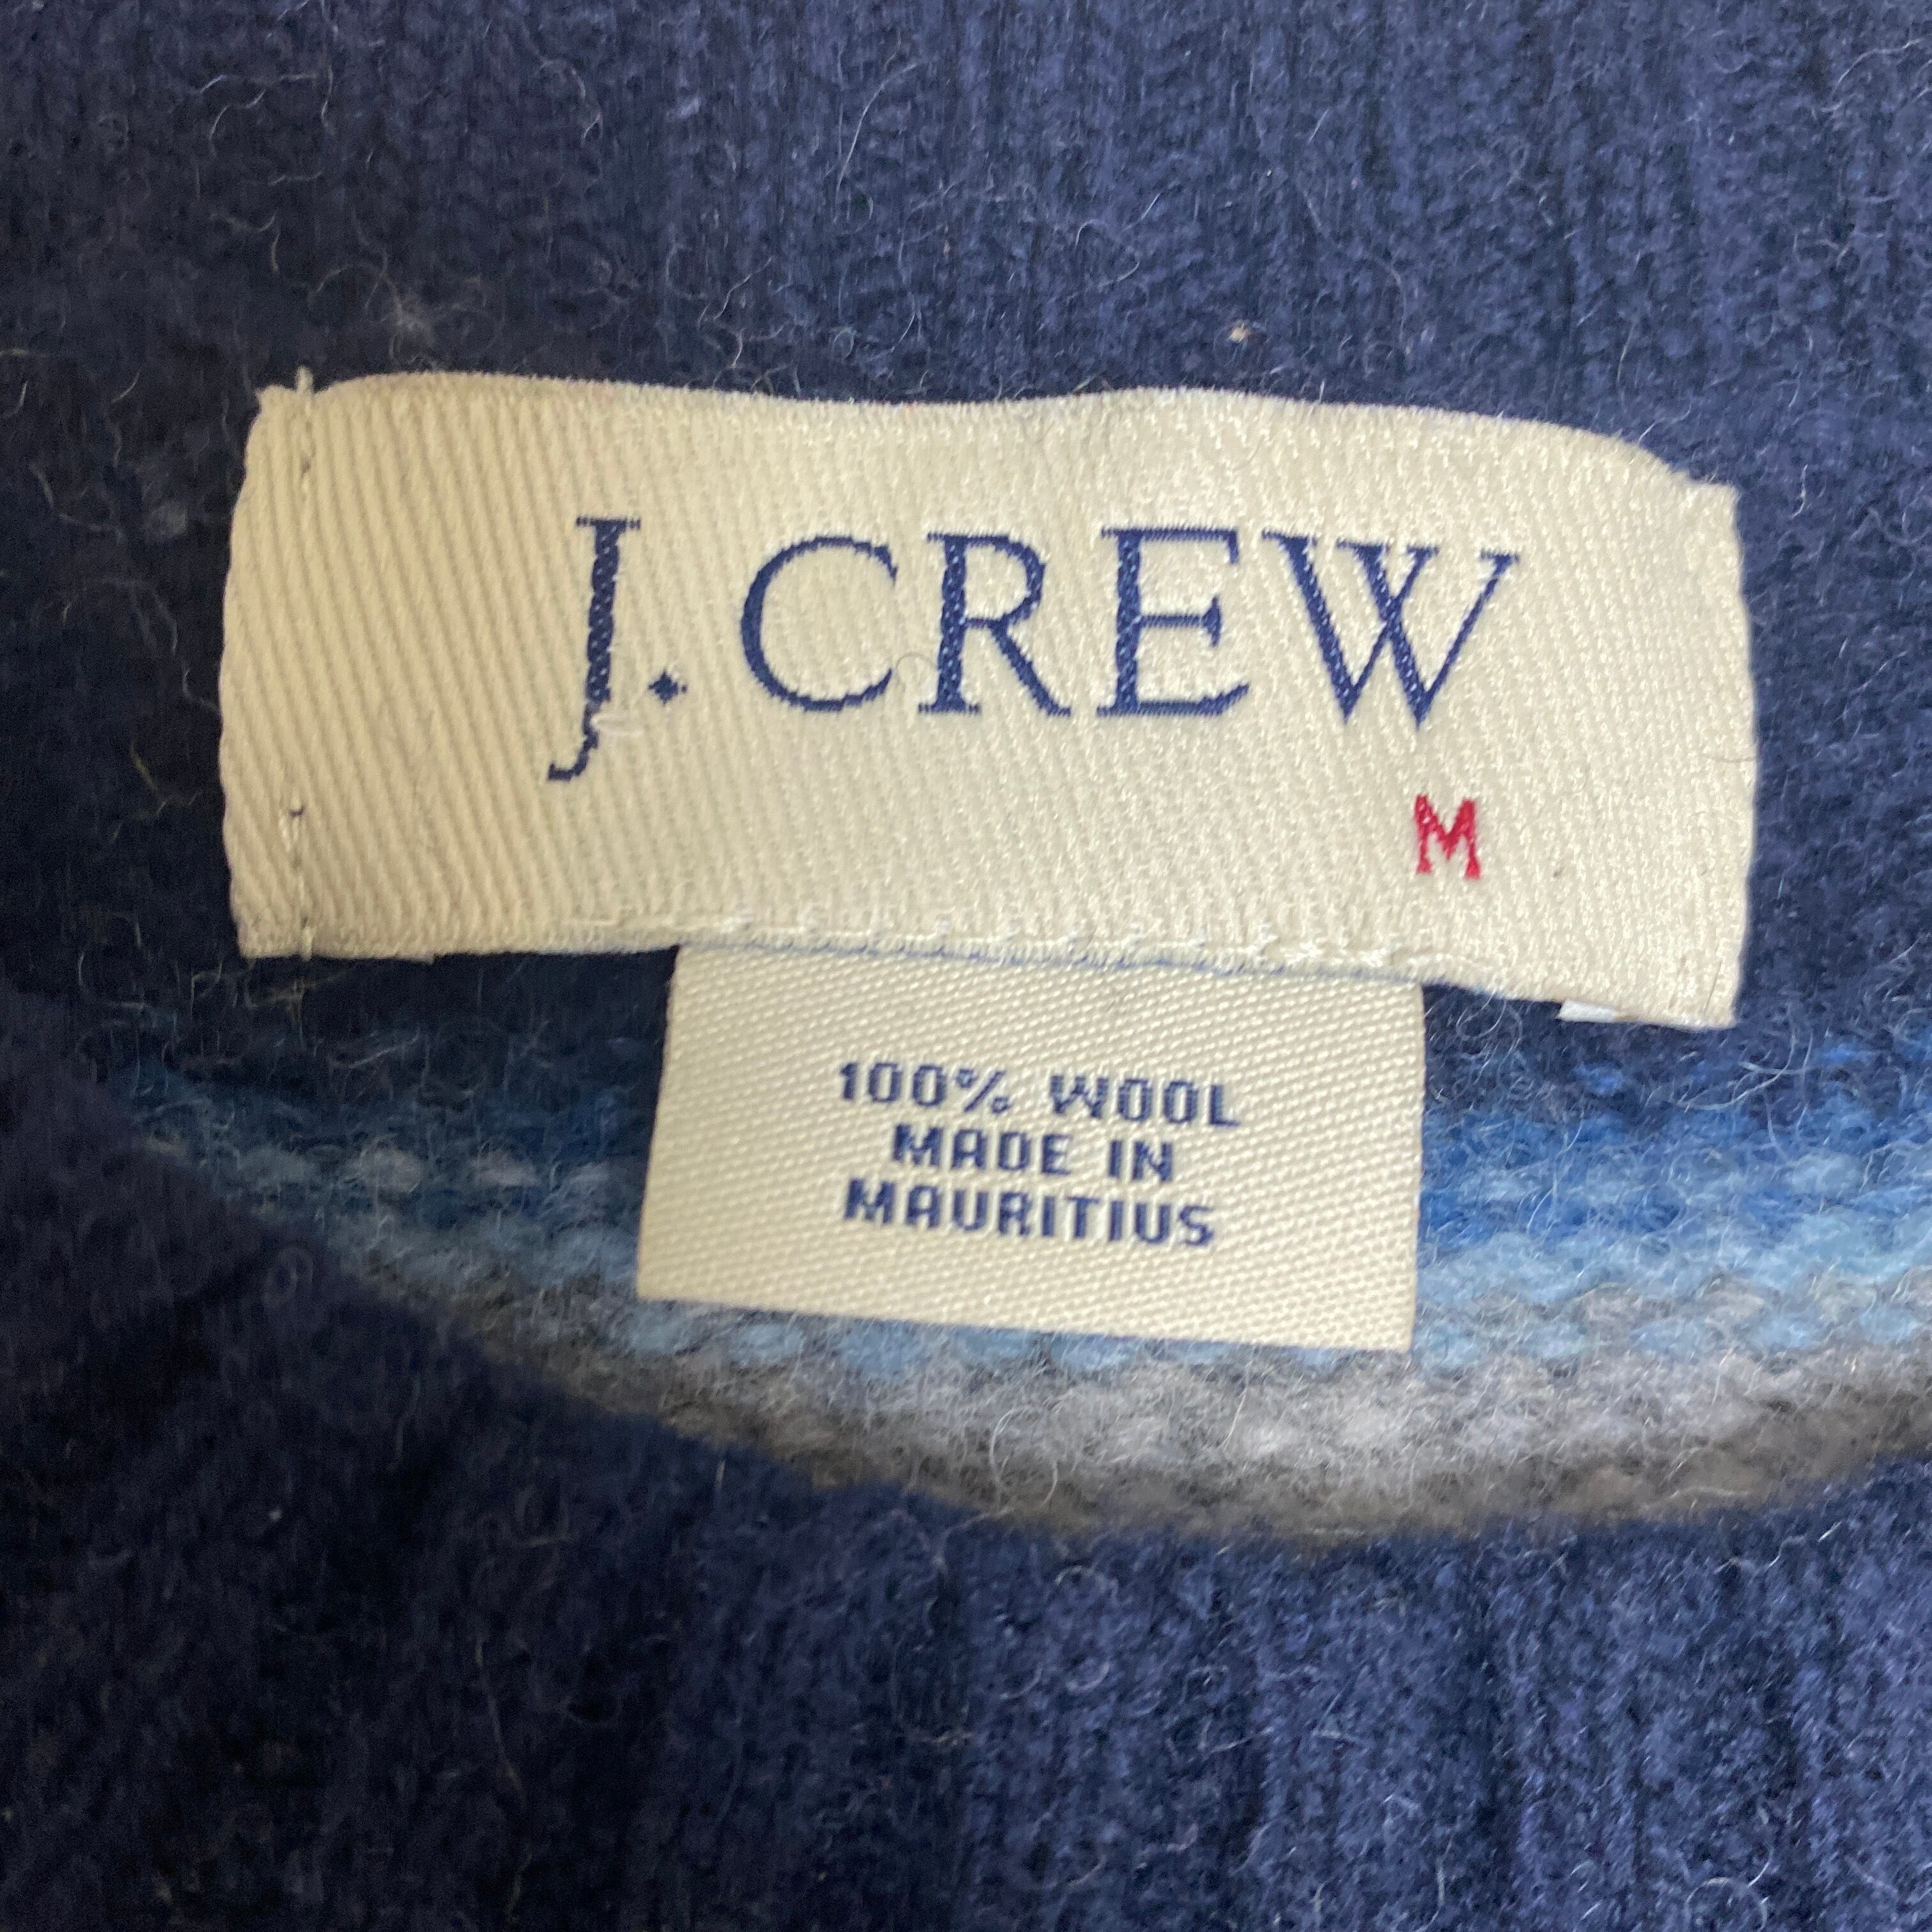 J. CREW
M
100% WOOL
MADE IN
MAURITIUS